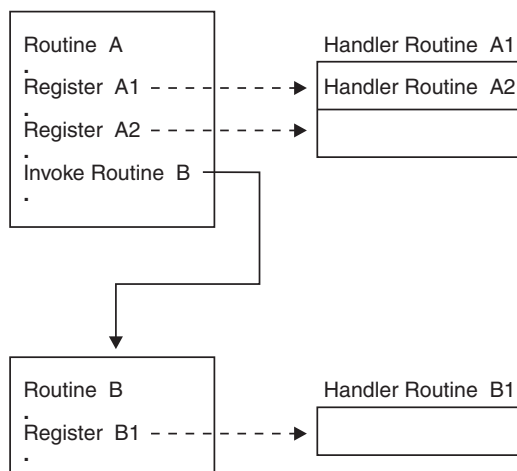 Routine A
.
Register A1
.
Register A2
.
Invoke Routine B
.
Handler Routine A1
Handler Routine A2
Routine B
.
Register B1
.
Handler Routine B1